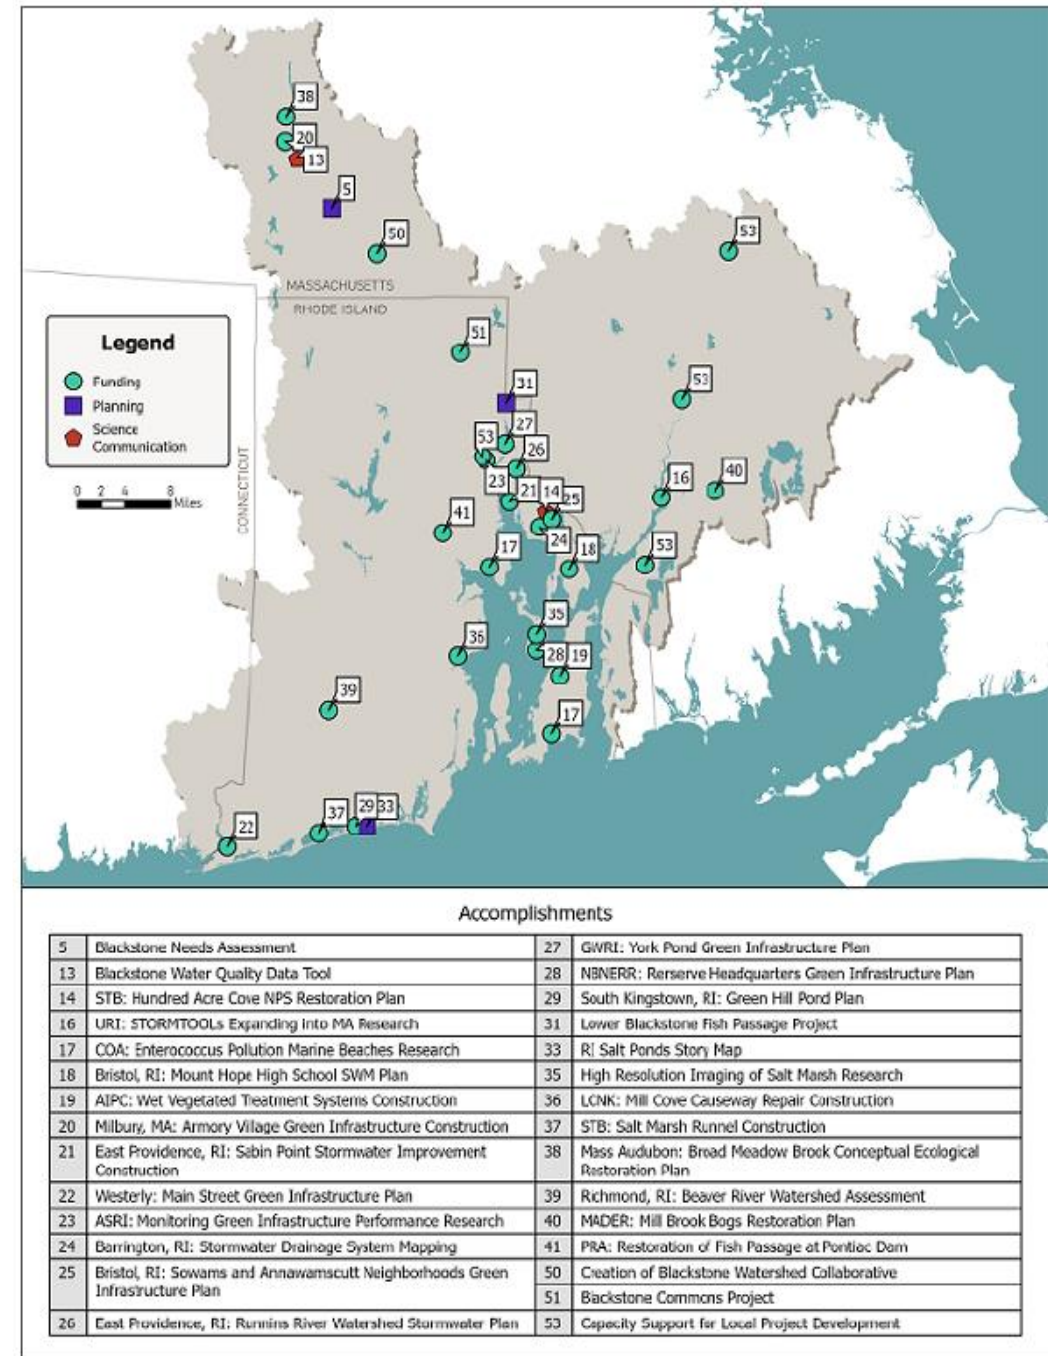 38
20
13
5
50
53
MASSACHUSETTS
RHODE ISLAND
51
Legend
Funding
Planning
Science
Communication
CONNECTICUT
0 2 4 8
Miles
31
53
27
53
26
23
21
14
25
16
40
41
24
17
18
53
35
36
28
19
39
17
37
29
33
22
Accomplishments
5 Blackstone Needs Assessment
13 Blackstone Water Quality Data Tool
14 STB: Hundred Acre Cove NPS Restoration Plan
16 URI: STORMTOOLs Expanding into MA Research
17 COA: Enterococcus Pollution Marine Beaches Research
18 Bristol, RI: Mount Hope High School SWM Plan
19 AIPC: Wet Vegetated Treatment Systems Construction
20 Milbury, MA: Armory Village Green Infrastructure Construction
21 East Providence, RI: Sabin Point Stormwater Improvement
Construction
22 Westerly: Main Street Green Infrastructure Plan
23 ASRI: Monitoring Green Infrastructure Performance Research
24 Barrington, RI: Stormwater Drainage System Mapping
25 Bristol, RI: Sowams and Annawamscutt Neighborhoods Green
Infrastructure Plan
26 East Providence, RI: Runnins River Watershed Stormwater Plan
27 GWRI: York Pond Green Infrastructure Plan
28 NBNERR: Rerserve Headquarters Green Infrastructure Plan
29 South Kingstown, RI: Green Hill Pond Plan
31 Lower Blackstone Fish Passage Project
33 RI Salt Ponds Story Map
35 High Resolution Imaging of Salt Marsh Research
36 LCNK: Mill Cove Causeway Repair Construction
37 STB: Salt Marsh Runnel Construction
38 Mass Audubon: Broad Meadow Brook Conceptual Ecological
Restoration Plan
39 Richmond, RI: Beaver River Watershed Assessment
40 MADER: Mill Brook Bogs Restoration Plan
41 PRA: Restoration of Fish Passage at Pontiac Dam
50 Creation of Blackstone Watershed Collaborative
51 Blackstone Commons Project
53 Capacity Support for Local Project Development